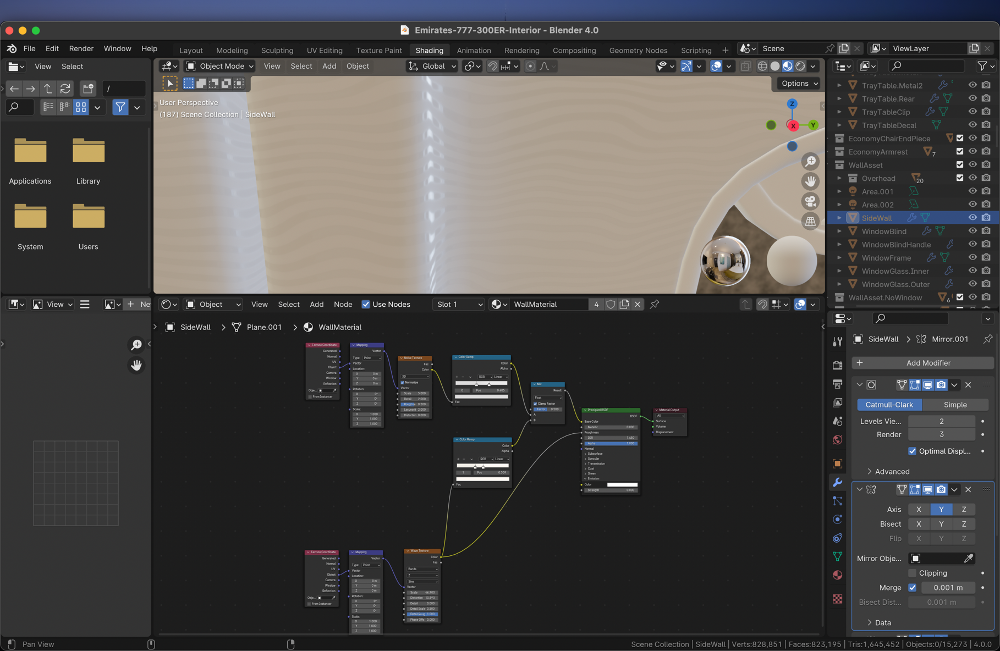 Emirates-777-300ER-Interior - Blender 4.0
File Edit Render Window Help
Layout Modeling Sculpting UV Editing Texture Paint Shading Animation Rendering Compositing Geometry Nodes Scripting
Scene
ViewLayer
View Select
/
Applications
Library
System
Users
Object Mode View Select Add Object
Global
Options
User Perspective
(187) Scene Collection | SideWall
Z
X
Y
TrayTable.Metal2
TrayTable.Rear
TrayTableClip
TrayTableDecal
EconomyChairEndPiece
EconomyArmrest 7
WallAsset
Overhead 20
Area.001
Area.002
SideWall
WindowBlind
WindowBlindHandle
WindowFrame
WindowGlass.Inner
WindowGlass.Outer
WallAsset.NoWindow 6
View
Ne
Object View Select Add Node Use Nodes
Slot 1
WallMaterial 4
SideWall Plane.001 WallMaterial
Texture Coordinate
Generated
Normal
UV
Object
Camera
Window
Reflection
Obje...
From Instancer
Mapping
Vector
Type: Point
Vector
Location:
X 0 m
Y 0 m
Z 0 m
Rotation:
X 0°
Y 0°
Z 0°
Scale:
X 1.000
Y 1.000
Z 1.000
Noise Texture
Fac
Color
3D
Normalize
Vector
Scale 5.000
Detail 2.000
Roughne 0.500
Lacunarit 2.000
Distortion 0.000
Color Ramp
Color
Alpha
RGB Linear
0 Pos 0.405
Fac
Mix
Result
Float
Clamp Factor
Factor 0.500
A
B
Color Ramp
Color
Alpha
RGB Linear
1 Pos 0.509
Fac
Principled BSDF
BSDF
Base Color
Metallic 0.000
Roughness
IOR 1.450
Alpha 1.000
Normal
Subsurface
Specular
Transmission
Coat
Sheen
Emission
Color
Strength 0.000
Material Output
All
Surface
Volume
Displacement
Texture Coordinate
Generated
Normal
UV
Object
Camera
Window
Reflection
Obje...
From Instancer
Mapping
Vector
Type: Point
Vector
Location:
X 0 m
Y 0 m
Z 0 m
Rotation:
X 0°
Y 0°
Z 0°
Scale:
X 1.000
Y 1.000
Z 1.000
Wave Texture
Color
Fac
Bands
Z
Sine
Vector
Scale 46.900
Distortion 10.590
Detail 0.000
Detail Scale 0.500
Detail Roug 1.000
Phase Offs 0.000
SideWall Mirror.001
Add Modifier
Catmull-Clark Simple
Levels Vie... 2
Render 3
Optimal Displ...
Advanced
Axis X Y Z
Bisect X Y Z
Flip X Y Z
Mirror Obje...
Clipping
Merge 0.001 m
Bisect Dist... 0.001 m
Data
Pan View
Scene Collection | SideWall | Verts:828,851 | Faces:823,195 | Tris:1,645,452 | Objects:0/15,273 | 4.0.0